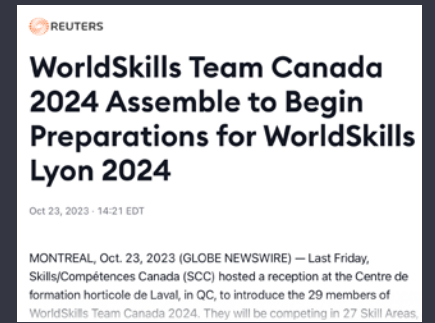 REUTERS
WorldSkills Team Canada
2024 Assemble to Begin
Preparations for WorldSkills
Lyon 2024
Oct 23, 2023 · 14:21 EDT
MONTREAL, Oct. 23, 2023 (GLOBE NEWSWIRE) — Last Friday,
Skills/Compétences Canada (SCC) hosted a reception at the Centre de
formation horticole de Laval, in QC, to introduce the 29 members of
WorldSkills Team Canada 2024. They will be competing in 27 Skill Areas,